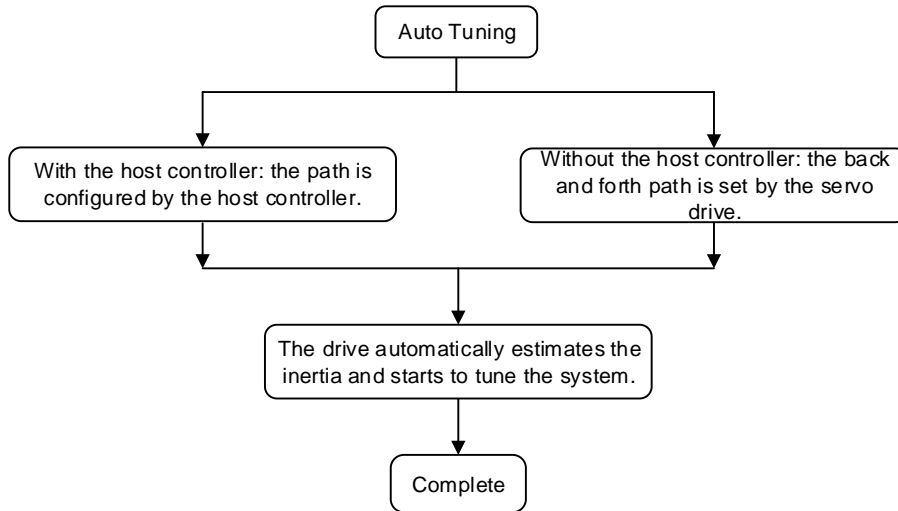 Auto Tuning
With the host controller: the path is
configured by the host controller.
Without the host controller: the back
and forth path is set by the servo
drive.
The drive automatically estimates the
inertia and starts to tune the system.
Complete